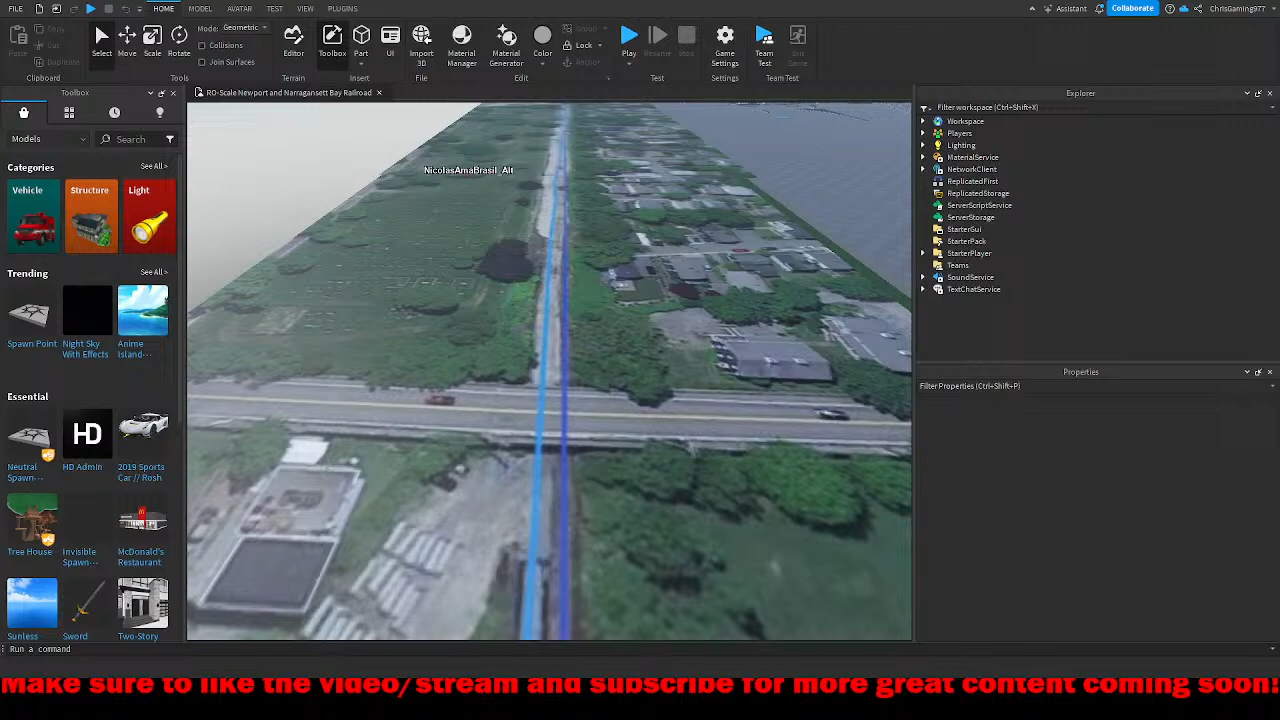 FILE
HOME MODEL AVATAR TEST VIEW PLUGINS
Assistant Collaborate ChrisGaming977
Paste Copy Cut Duplicate
Clipboard
Select Move Scale Rotate
Mode: Geometric
Collisions
Join Surfaces
Tools
Editor
Terrain
Toolbox Part UI
Insert
Import 3D
File
Material Manager
Material Generator
Color
Group
Lock
Anchor
Edit
Play Resume Stop
Test
Game Settings
Settings
Team Test
Exit Game
Team Test
Toolbox
RO-Scale Newport and Narragansett Bay Railroad
Models
Search
Categories
See All >
Vehicle Structure Light
Trending
See All >
Spawn Point
Night Sky With Effects
Anime Island...
Essential
HD
Neutral Spawn...
HD Admin
2019 Sports Car // Rosh
Tree House
Invisible Spawn...
McDonald's Restaurant
Sunless
Sword
Two-Story
NicolasAmaBrasil_Alt
Explorer
Filter workspace (Ctrl+Shift+X)
Workspace
Players
Lighting
MaterialService
NetworkClient
ReplicatedFirst
ReplicatedStorage
ServerScriptService
ServerStorage
StarterGui
StarterPack
StarterPlayer
Teams
SoundService
TextChatService
Properties
Filter Properties (Ctrl+Shift+P)
Run a command
Make sure to like the video/stream and subscribe for more great content coming soon!